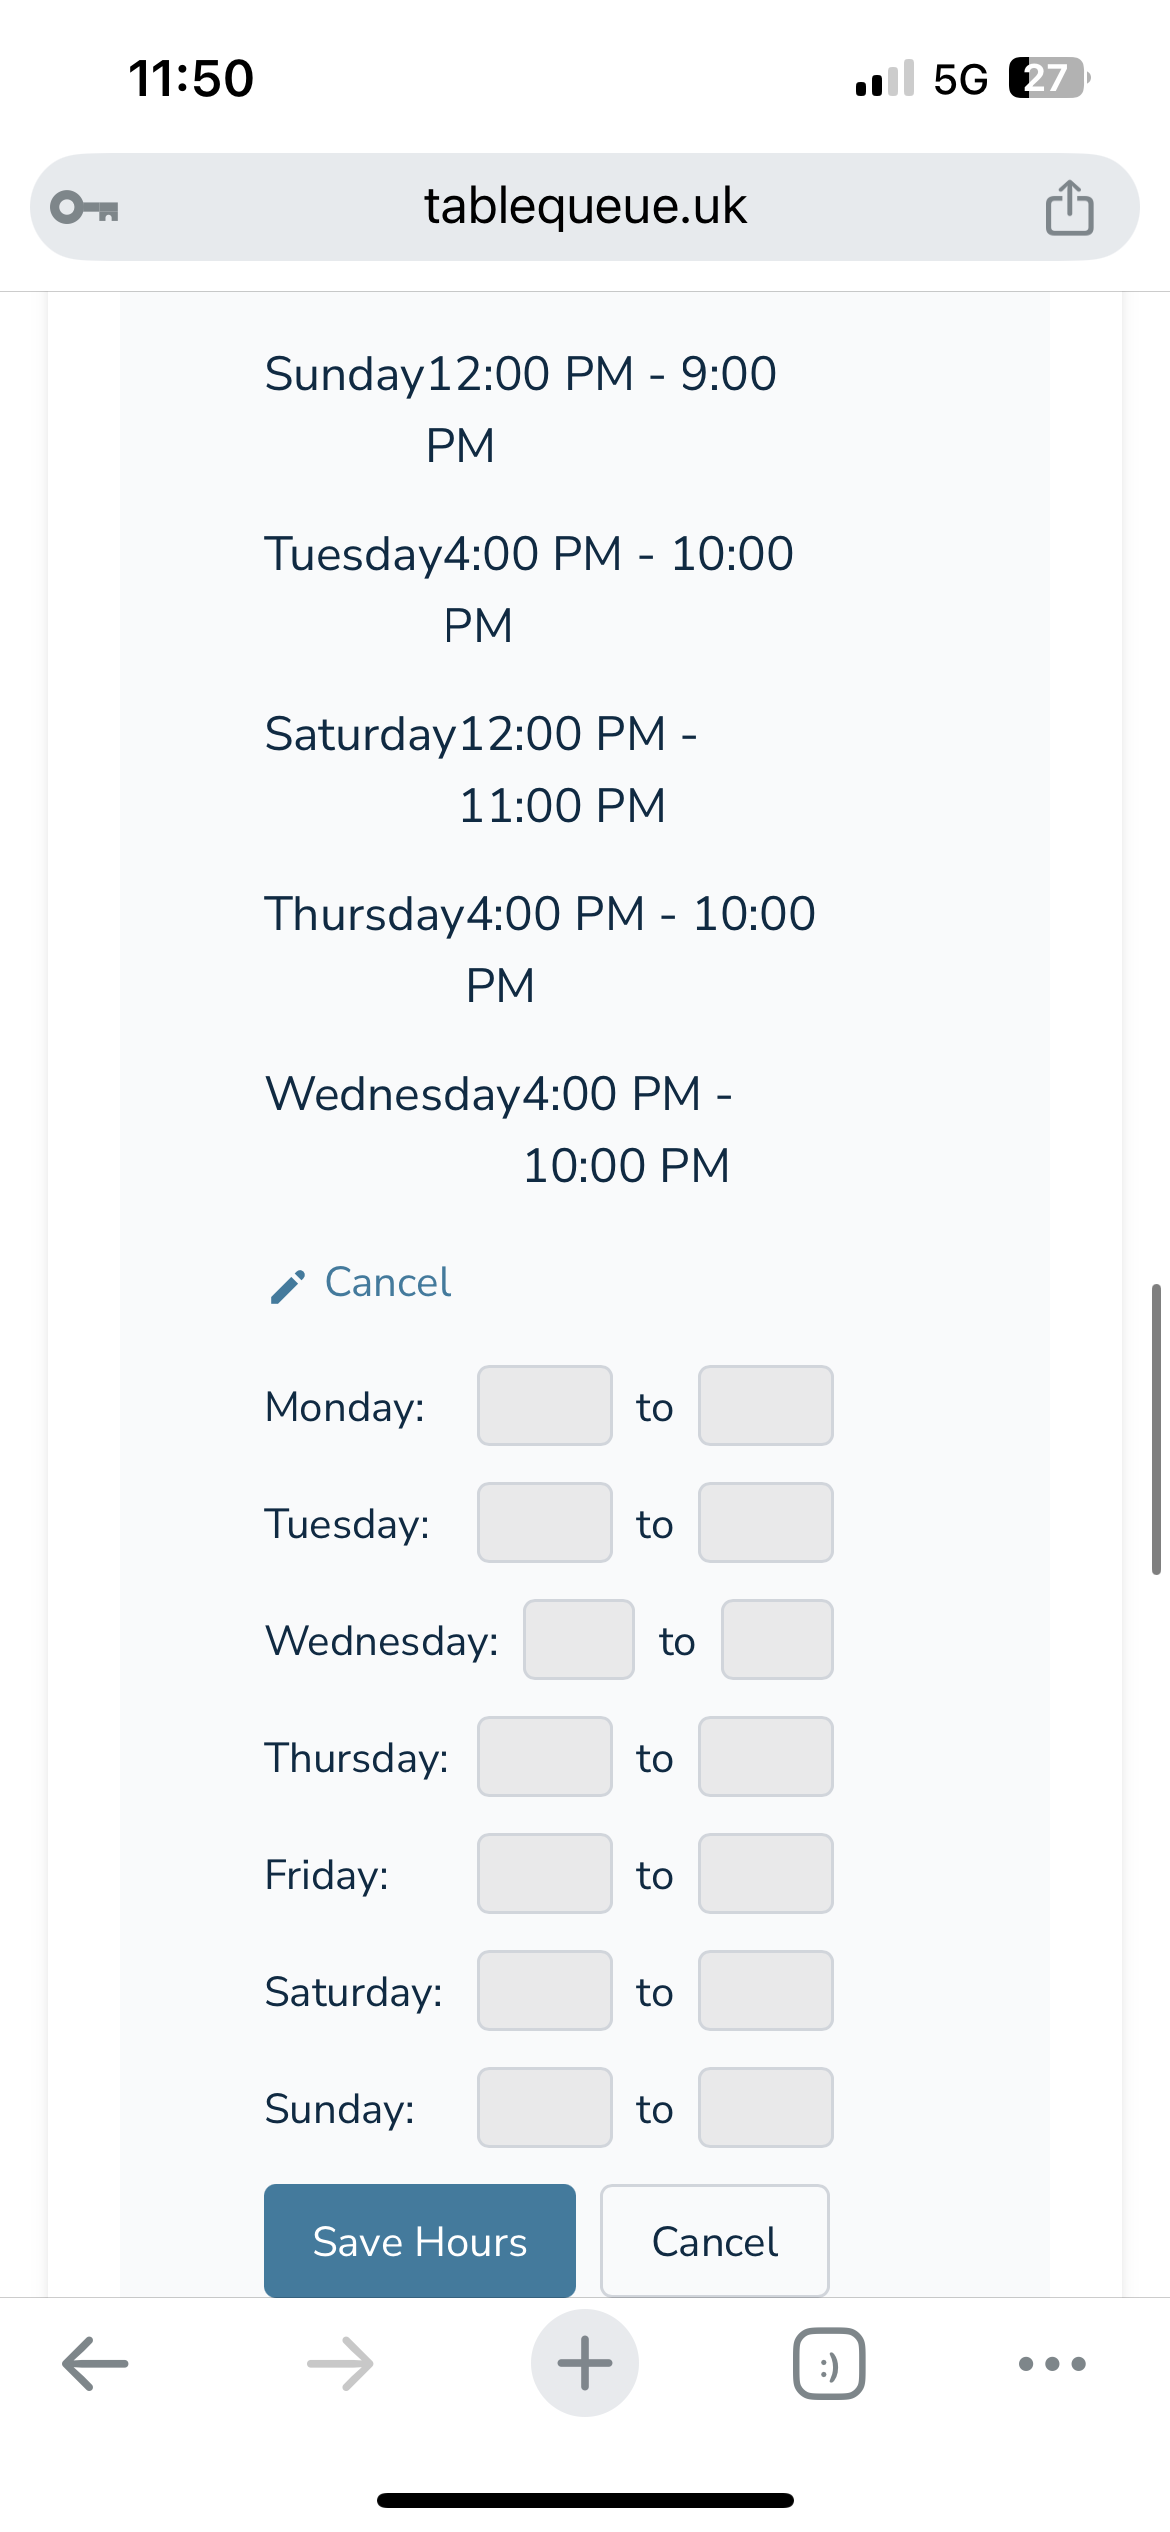 11:50 5G 27
tablequeue.uk
Sunday12:00 PM - 9:00
PM
Tuesday4:00 PM - 10:00
PM
Saturday12:00 PM -
11:00 PM
Thursday4:00 PM - 10:00
PM
Wednesday4:00 PM -
10:00 PM
Cancel
Monday: to
Tuesday: to
Wednesday: to
Thursday: to
Friday: to
Saturday: to
Sunday: to
Save Hours Cancel
:)